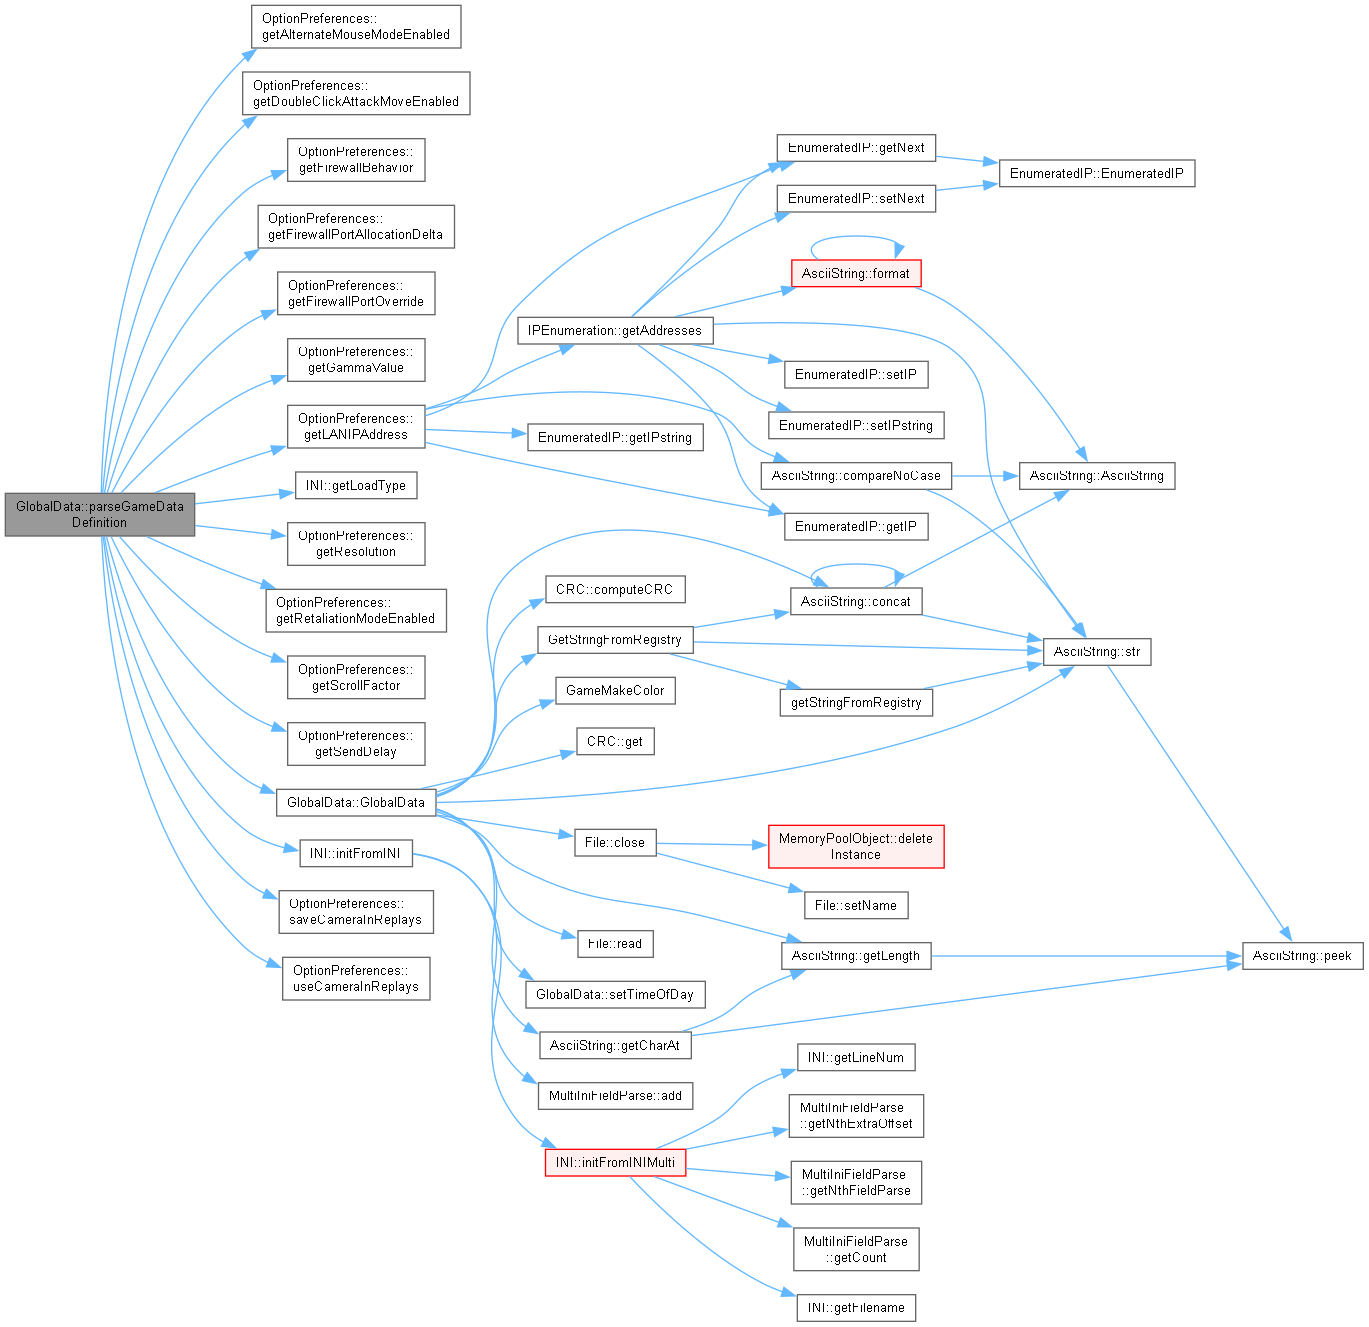 OptionPreferences::
getAlternateMouseModeEnabled
OptionPreferences::
getDoubleClickAttackMoveEnabled
OptionPreferences::
getFirewallBehavior
OptionPreferences::
getFirewallPortAllocationDelta
OptionPreferences::
getFirewallPortOverride
OptionPreferences::
getGammaValue
OptionPreferences::
getLANIPAddress
INI::getLoadType
GlobalData::parseGameData
Definition
OptionPreferences::
getResolution
OptionPreferences::
getRetaliationModeEnabled
OptionPreferences::
getScrollFactor
OptionPreferences::
getSendDelay
GlobalData::GlobalData
INI::initFromINI
OptionPreferences::
saveCameraInReplays
OptionPreferences::
useCameraInReplays
IPEnumeration::getAddresses
EnumeratedIP::getIPstring
CRC::computeCRC
GetStringFromRegistry
GameMakeColor
CRC::get
File::close
File::read
GlobalData::setTimeOfDay
AsciiString::getCharAt
MultiIniFieldParse::add
INI::initFromINIMulti
EnumeratedIP::getNext
EnumeratedIP::setNext
AsciiString::format
EnumeratedIP::setIP
EnumeratedIP::setIPstring
AsciiString::compareNoCase
EnumeratedIP::getIP
AsciiString::concat
getStringFromRegistry
MemoryPoolObject::delete
Instance
File::setName
AsciiString::getLength
INI::getLineNum
MultiIniFieldParse
::getNthExtraOffset
MultiIniFieldParse
::getNthFieldParse
MultiIniFieldParse
::getCount
INI::getFilename
EnumeratedIP::EnumeratedIP
AsciiString::AsciiString
AsciiString::str
AsciiString::peek